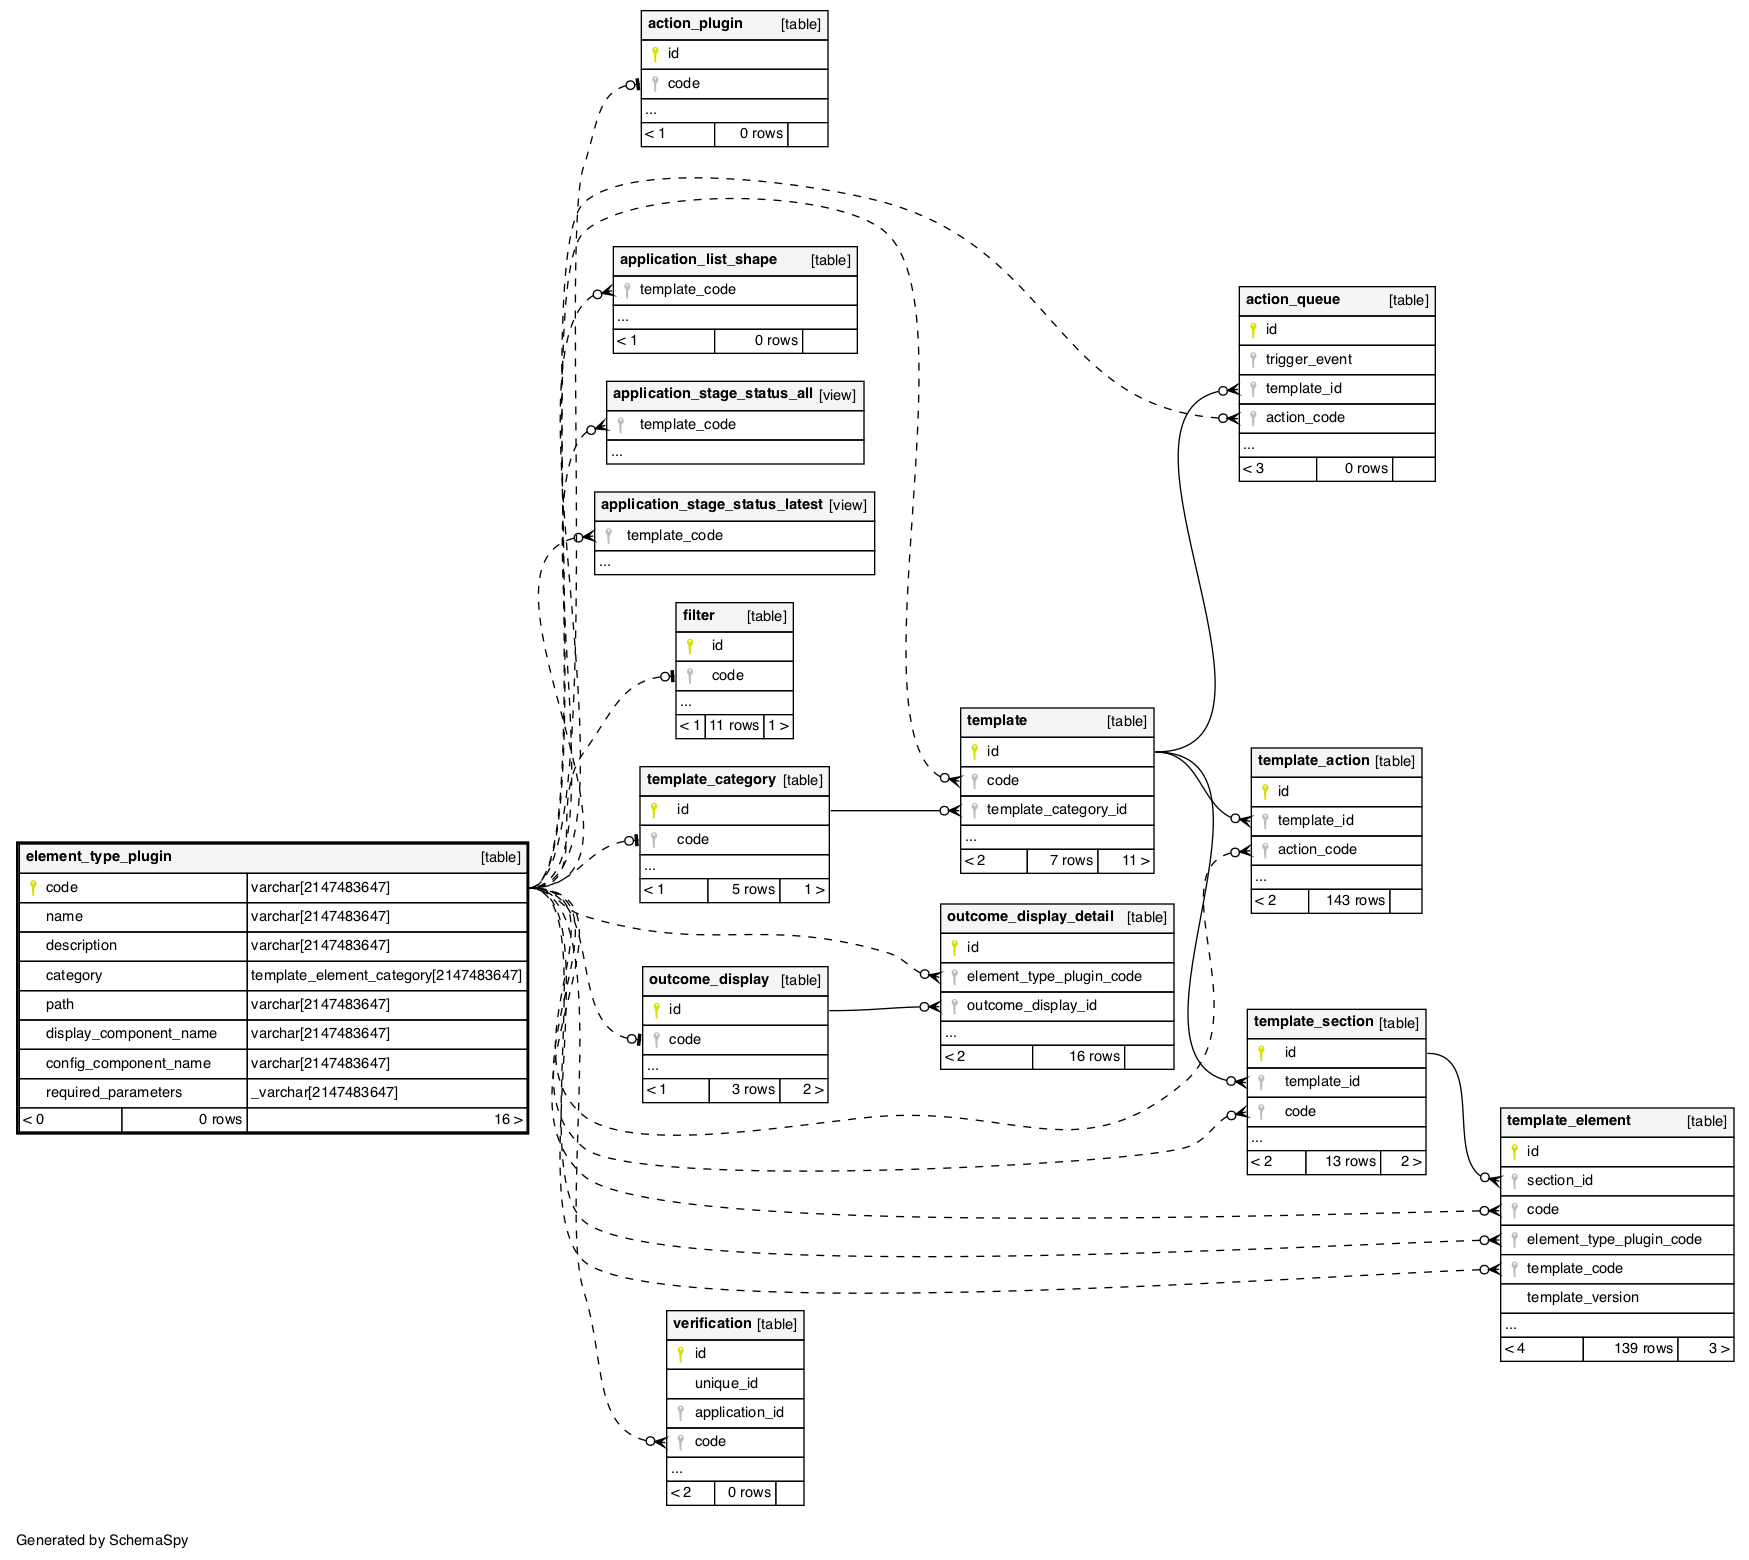 action_plugin [table]
id
code
...
< 1 0 rows
application_list_shape [table]
template_code
...
< 1 0 rows
application_stage_status_all [view]
template_code
...
application_stage_status_latest [view]
template_code
...
filter [table]
id
code
...
< 1 11 rows 1 >
template_category [table]
id
code
...
< 1 5 rows 1 >
element_type_plugin [table]
code varchar[2147483647]
name varchar[2147483647]
description varchar[2147483647]
category template_element_category[2147483647]
path varchar[2147483647]
display_component_name varchar[2147483647]
config_component_name varchar[2147483647]
required_parameters _varchar[2147483647]
< 0 0 rows 16 >
outcome_display [table]
id
code
...
< 1 3 rows 2 >
verification [table]
id
unique_id
application_id
code
...
< 2 0 rows
template [table]
id
code
template_category_id
...
< 2 7 rows 11 >
outcome_display_detail [table]
id
element_type_plugin_code
outcome_display_id
...
< 2 16 rows
action_queue [table]
id
trigger_event
template_id
action_code
...
< 3 0 rows
template_action [table]
id
template_id
action_code
...
< 2 143 rows
template_section [table]
id
template_id
code
...
< 2 13 rows 2 >
template_element [table]
id
section_id
code
element_type_plugin_code
template_code
template_version
...
< 4 139 rows 3 >
Generated by SchemaSpy